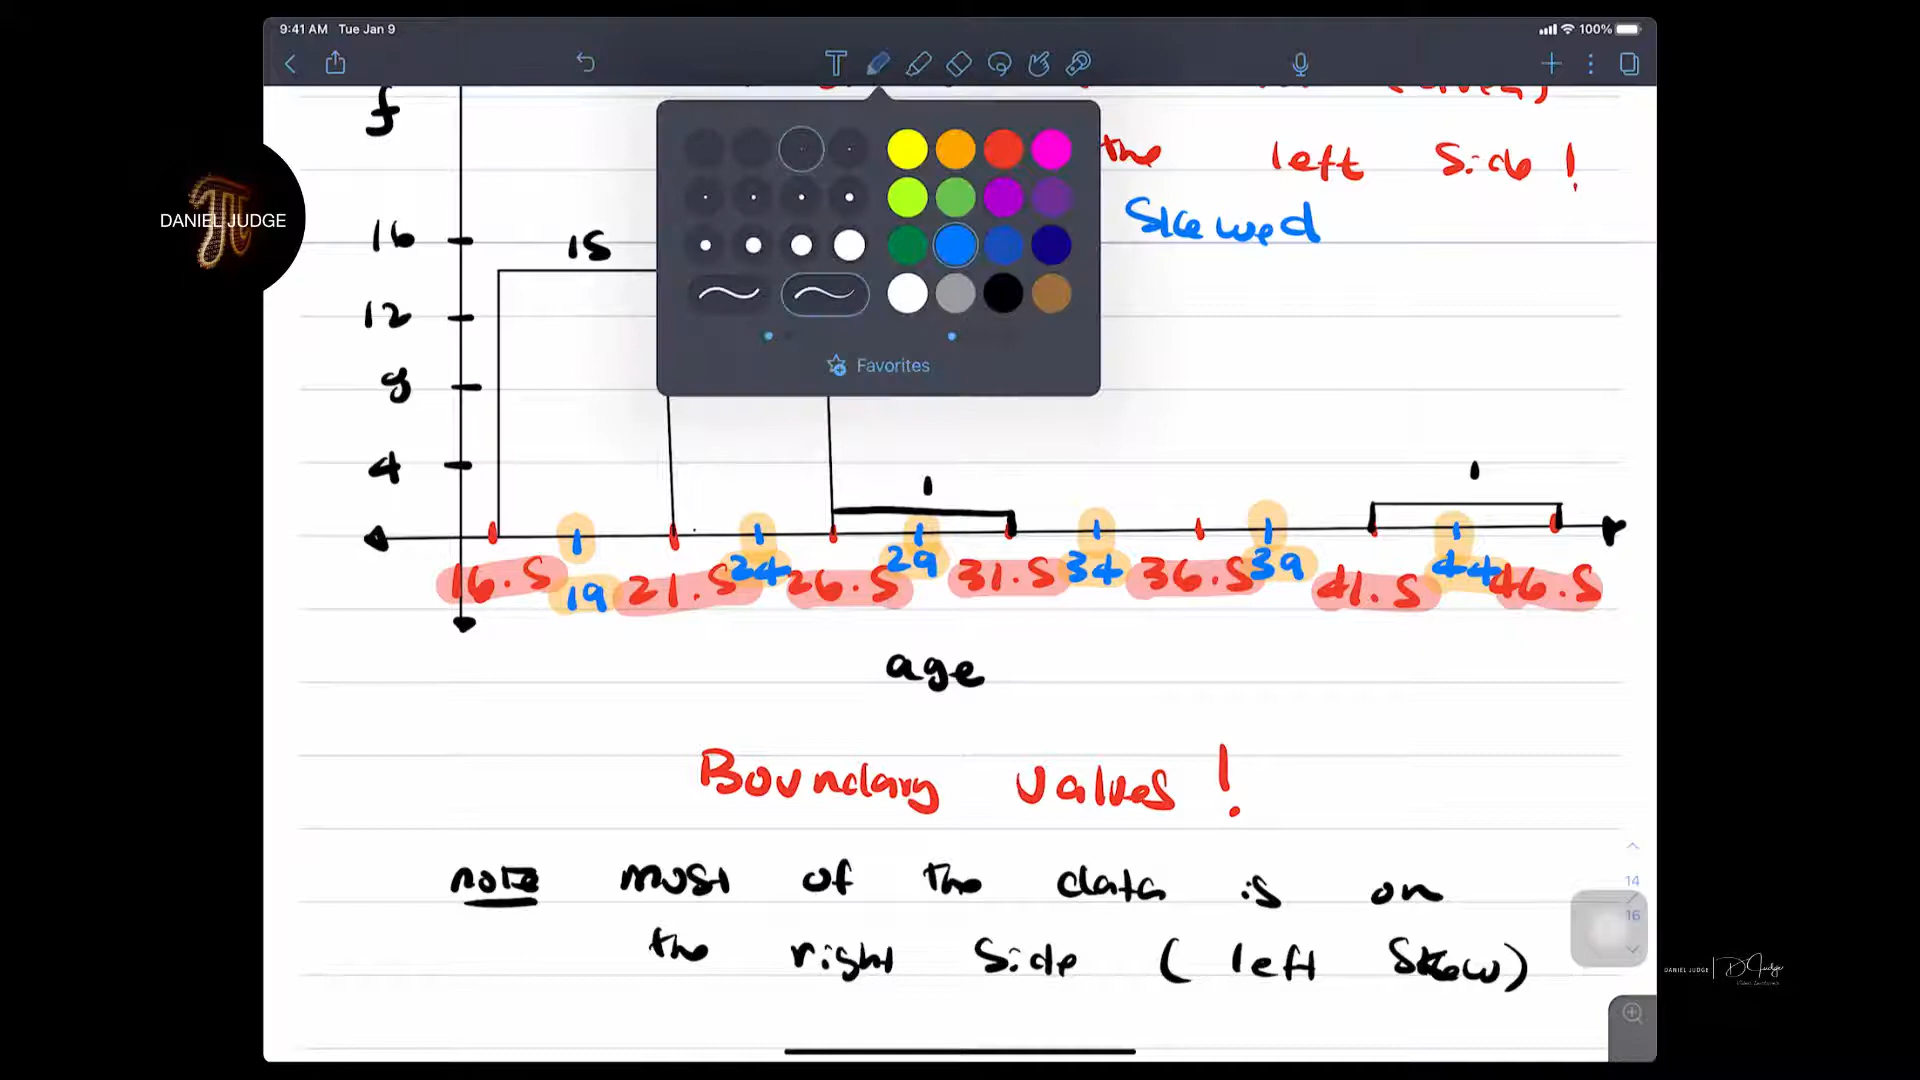 9:41 AM Tue Jan 9
100%
DANIEL JUDGE
f
the left side!
skewed
16
15
12
8
Favorites
4
1
1
16.5 19 21.5 24 26.5 29 31.5 34 36.5 39 41.5 44 46.5
age
Boundary values!
note most of the data is on
the right side (left skew)
14
16
DANIEL JUDGE